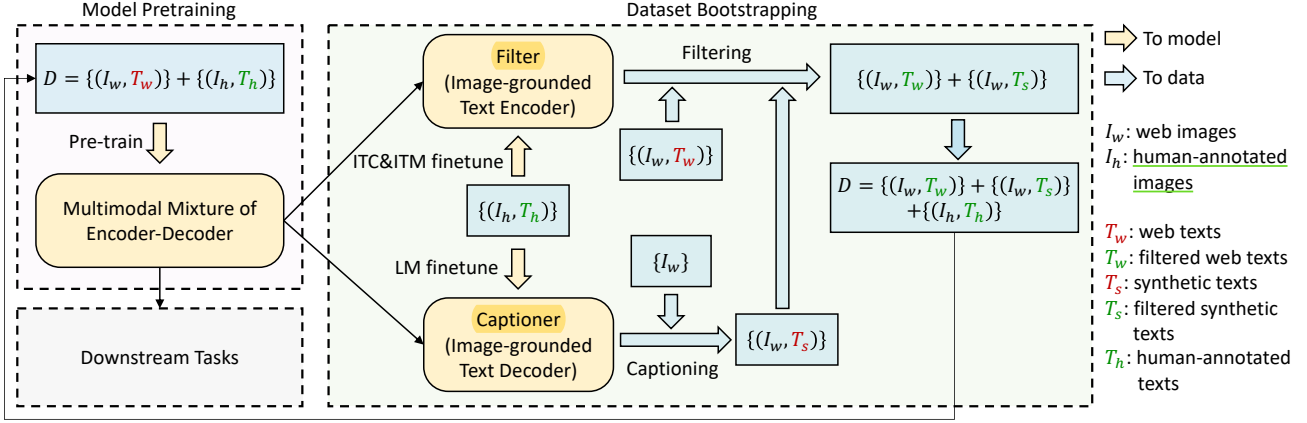 Model Pretraining
D = {(I_w, T_w)} + {(I_h, T_h)}
Pre-train
Multimodal Mixture of
Encoder-Decoder
Downstream Tasks
Dataset Bootstrapping
Filter
(Image-grounded
Text Encoder)
ITC&ITM finetune
{(I_h, T_h)}
LM finetune
Captioner
(Image-grounded
Text Decoder)
Filtering
{(I_w, T_w)}
{I_w}
Captioning
{(I_w, T_s)}
{(I_w, T_w)} + {(I_w, T_s)}
D = {(I_w, T_w)} + {(I_w, T_s)}
+{(I_h, T_h)}
To model
To data
I_w: web images
I_h: human-annotated
images
T_w: web texts
T_w: filtered web texts
T_s: synthetic texts
T_s: filtered synthetic
texts
T_h: human-annotated
texts